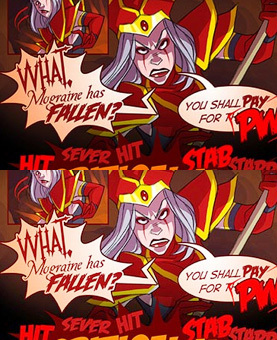 WHAT,
Mograine has
FALLEN?
YOU SHALL PAY
FOR
HIT SEVER HIT
STAB
WHAT,
Mograine has
FALLEN?
YOU SHALL PAY
FOR
HIT SEVER HIT
STAB